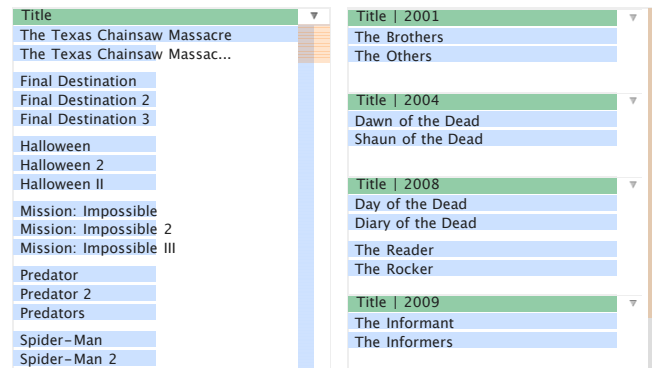 Title
The Texas Chainsaw Massacre
The Texas Chainsaw Massac...
Final Destination
Final Destination 2
Final Destination 3
Halloween
Halloween 2
Halloween II
Mission: Impossible
Mission: Impossible 2
Mission: Impossible III
Predator
Predator 2
Predators
Spider-Man
Spider-Man 2
Title | 2001
The Brothers
The Others
Title | 2004
Dawn of the Dead
Shaun of the Dead
Title | 2008
Day of the Dead
Diary of the Dead
The Reader
The Rocker
Title | 2009
The Informant
The Informers